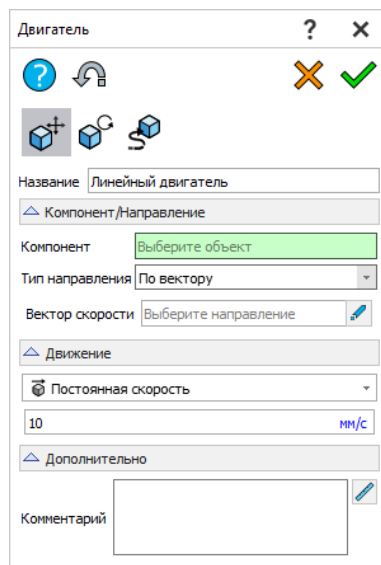 Двигатель ?
?
Название Линейный двигатель
Компонент/Направление
Компонент Выберите объект
Тип направления По вектору
Вектор скорости Выберите направление
Движение
Постоянная скорость
10 мм/с
Дополнительно
Комментарий